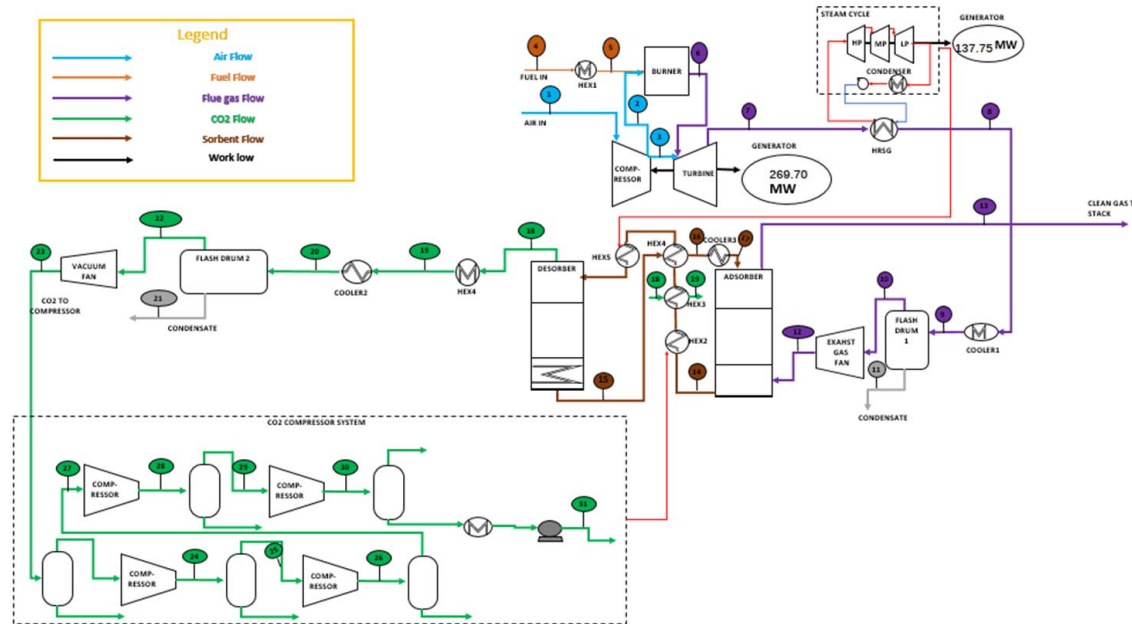 Legend
Air Flow
Fuel Flow
Flue gas Flow
CO2 Flow
Sorbent Flow
Work low
STEAM CYCLE
HP
MP
LP
GENERATOR
137.75 MW
CONDENSER
4
5
6
FUEL IN
HEX1
BURNER
1
2
AIR IN
3
7
8
HRSG
COMP-
RESSOR
TURBINE
GENERATOR
269.70
MW
13
CLEAN GAS T
STACK
22
23
VACUUM
FAN
FLASH DRUM 2
20
19
18
CO2 TO
COMPRESSOR
21
CONDENSATE
COOLER2
HEX4
DESORBER
HEX5
HEX4
16
COOLER3
17
ADSORBER
18
19
HEX3
HEX2
15
14
12
EXAHST
GAS
FAN
10
FLASH
DRUM
1
9
COOLER1
11
CONDENSATE
CO2 COMPRESSOR SYSTEM
27
COMP-
RESSOR
28
29
COMP-
RESSOR
30
31
COMP-
RESSOR
24
25
COMP-
RESSOR
26